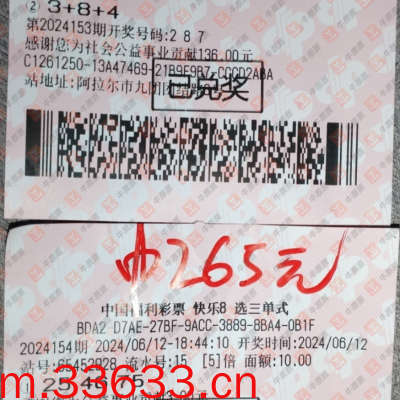 ② 3+8+4
第2024153期开奖号码:2 8 7
感谢您为社会公益事业贡献136.00元
C1261250-13A47469-21B9F9B7-CCCD2ABA
站地址:阿拉尔市九团
已兑奖
中265元
中国福利彩票 快乐8 选三单式
BDA2-D7AE-27BF-9ACC-3889-8BA4-0B1F
2024154期 2024/06/12-18:44:10 开奖时间:2024/06/12
站号:65452928 流水号:15 [5]倍 面额:10.00
m.33633.cn